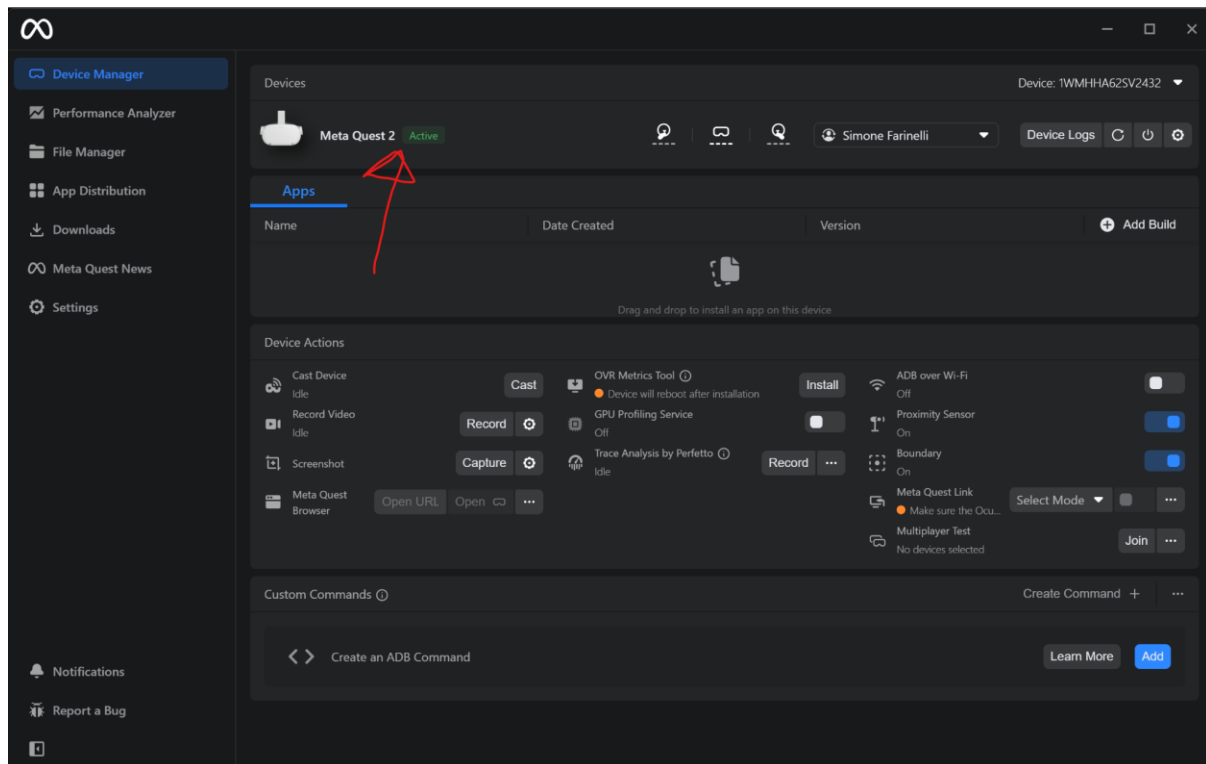 Device Manager
Performance Analyzer
File Manager
App Distribution
Downloads
Meta Quest News
Settings
Notifications
Report a Bug
Devices
Device: 1WMHHA62SV2432
Meta Quest 2 Active
Simone Farinelli
Device Logs
Apps
Name Date Created Version Add Build
Drag and drop to install an app on this device
Device Actions
Cast Device
Idle
Cast
Record Video
Idle
Record
Screenshot
Capture
Meta Quest
Browser
Open URL Open
OVR Metrics Tool
Device will reboot after installation
Install
GPU Profiling Service
Off
Trace Analysis by Perfetto
Idle
Record
ADB over Wi-Fi
Off
Proximity Sensor
On
Boundary
On
Meta Quest Link
Make sure the Ocu...
Select Mode
Multiplayer Test
No devices selected
Join
Custom Commands
Create Command +
Create an ADB Command
Learn More
Add